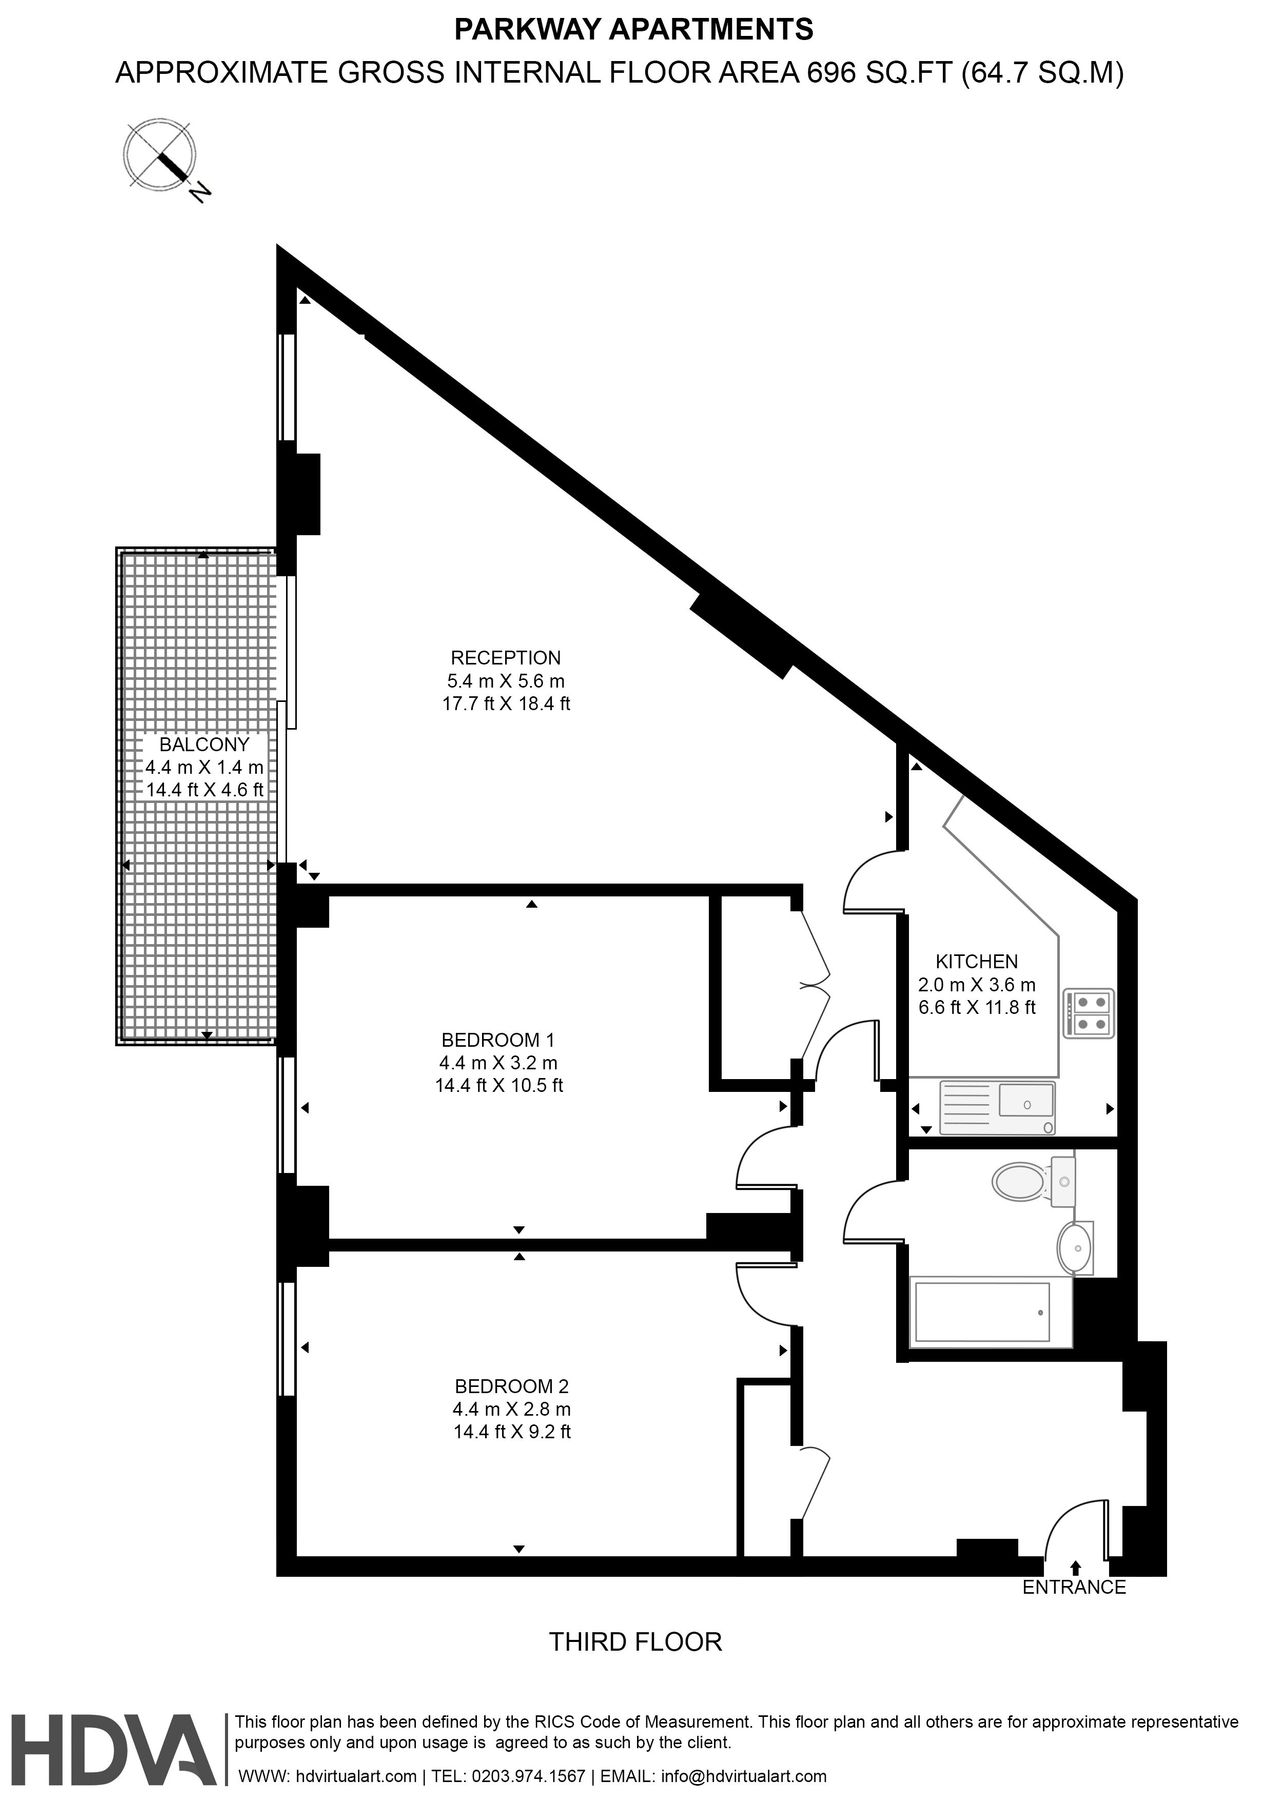 PARKWAY APARTMENTS
APPROXIMATE GROSS INTERNAL FLOOR AREA 696 SQ.FT (64.7 SQ.M)
N
RECEPTION
5.4 m X 5.6 m
17.7 ft X 18.4 ft
BALCONY
4.4 m X 1.4 m
14.4 ft X 4.6 ft
KITCHEN
2.0 m X 3.6 m
6.6 ft X 11.8 ft
BEDROOM 1
4.4 m X 3.2 m
14.4 ft X 10.5 ft
BEDROOM 2
4.4 m X 2.8 m
14.4 ft X 9.2 ft
ENTRANCE
THIRD FLOOR
HDVA
This floor plan has been defined by the RICS Code of Measurement. This floor plan and all others are for approximate representative
purposes only and upon usage is agreed to as such by the client.
WWW: hdvirtualart.com | TEL: 0203.974.1567 | EMAIL: info@hdvirtualart.com